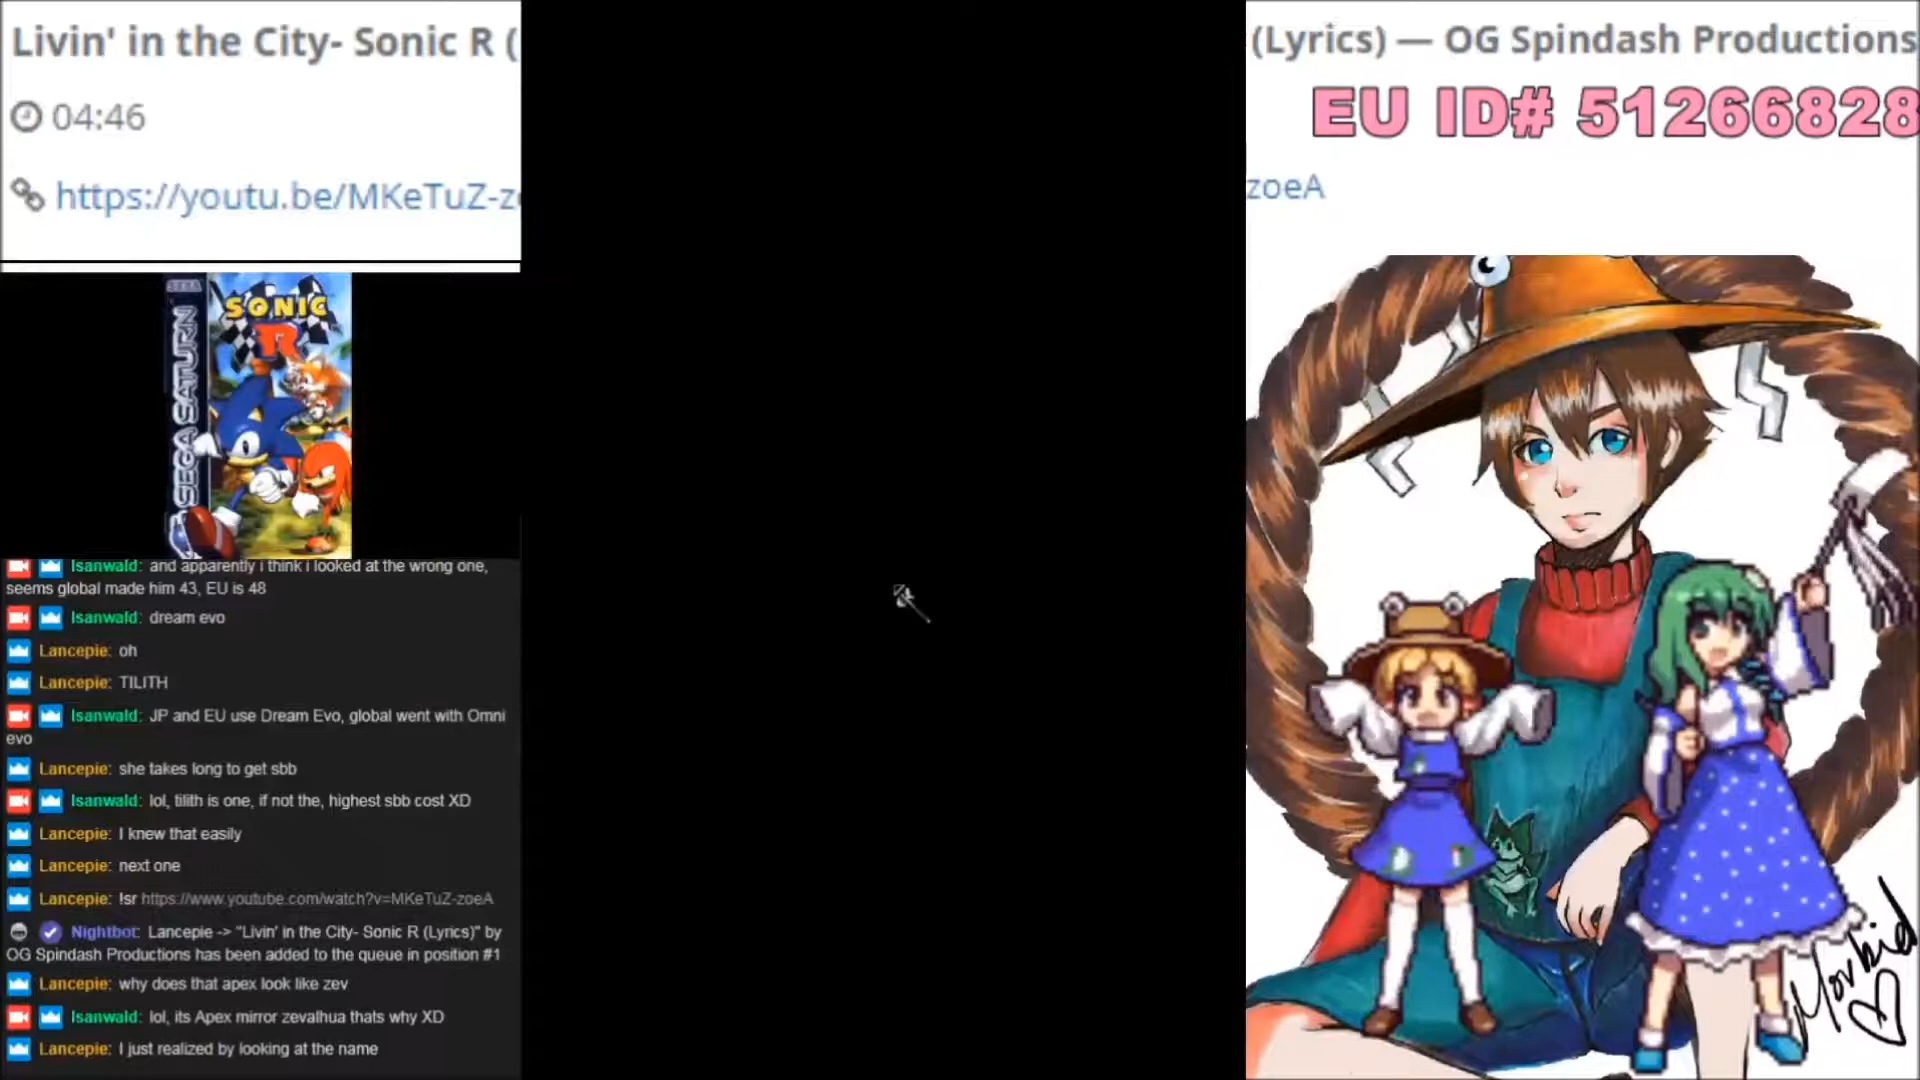 Livin' in the City- Sonic R (
04:46
https://youtu.be/MKeTuZ-z
(Lyrics) — OG Spindash Productions
EU ID# 51266828
zoeA
SEGA
SONIC
R
SEGA SATURN
Isanwald: and apparently i think i looked at the wrong one,
seems global made him 43, EU is 48
Isanwald: dream evo
Lancepie: oh
Lancepie: TILITH
Isanwald: JP and EU use Dream Evo, global went with Omni
evo
Lancepie: she takes long to get sbb
Isanwald: lol, tilith is one, if not the, highest sbb cost XD
Lancepie: I knew that easily
Lancepie: next one
Lancepie: !sr https://www.youtube.com/watch?v=MKeTuZ-zoeA
Nightbot: Lancepie -> "Livin' in the City- Sonic R (Lyrics)" by
OG Spindash Productions has been added to the queue in position #1
Lancepie: why does that apex look like zev
Isanwald: lol, its Apex mirror zevalhua thats why XD
Lancepie: I just realized by looking at the name
Morbid